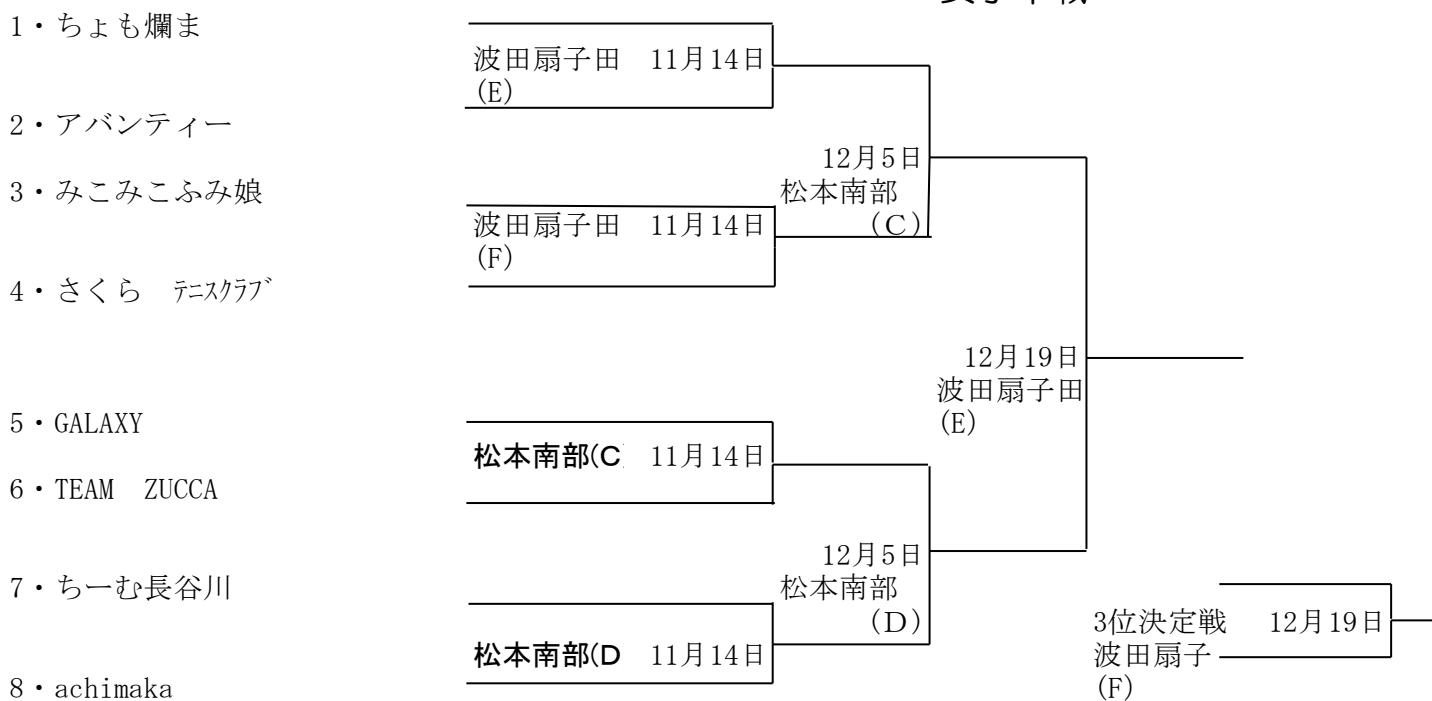 1・ちょも爛ま
波田扇子田　11月14日
(E)
2・アバンティー
12月5日
松本南部
(C)
3・みこみこふみ娘
波田扇子田　11月14日
(F)
4・さくら　ﾃﾆｽｸﾗﾌﾞ
12月19日
波田扇子田
(E)
5・GALAXY
松本南部(C　11月14日
6・TEAM　ZUCCA
12月5日
松本南部
(D)
7・ちーむ長谷川
松本南部(D　11月14日
8・achimaka
3位決定戦　12月19日
波田扇子
(F)